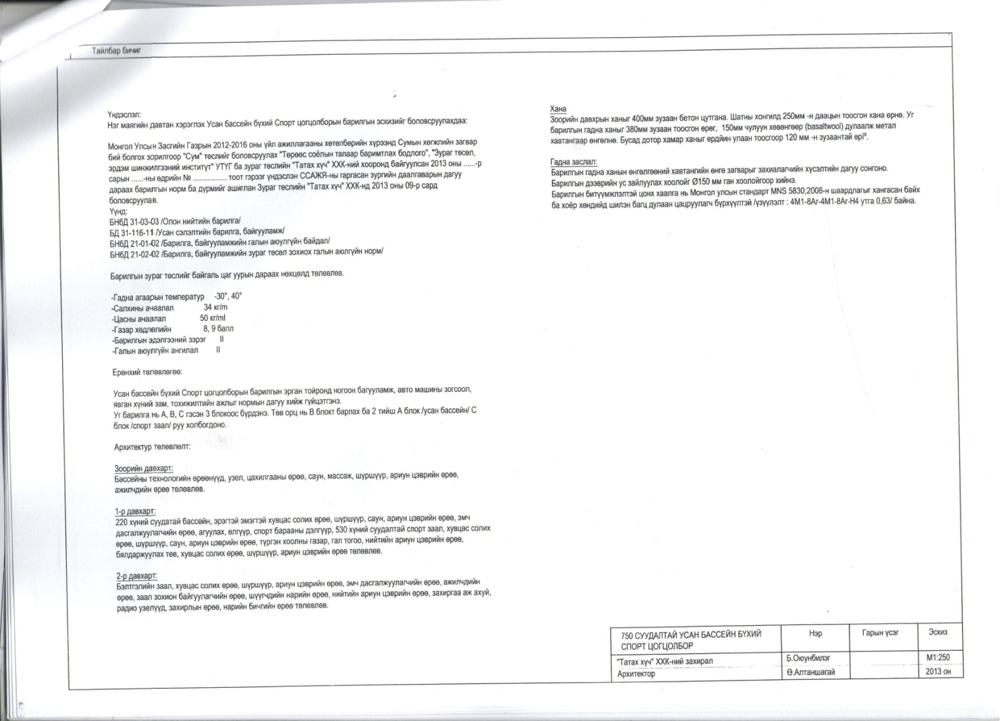 Тайлбар бичиг
Үндэслэл:
Нэг маягийн давтан хэрэглэх Усан бассейн бүхий Спорт цогцолборын барилгын эскизийг боловсруулахдаа:
Монгол Улсын Засгийн Газрын 2012-2016 оны үйл ажиллагааны хөтөлбөрийн хүрээнд Сумын хөгжлийн загвар
бий болгох зорилгоор "Сум" төслийг боловсруулах "Төрөөс соёлын талаар баримтлах бодлого", "Зураг төсөл,
эрдэм шинжилгээний институт" УТҮГ ба зураг төслийн "Татах хүч" ХХК-ний хооронд байгуулсан 2013 оны ......-р
сарын ......-ны өдрийн № ................. тоот гэрээг үндэслэн ССАЖЯ-ны гаргасан зургийн даалгаварын дагуу
дараах барилгын норм ба дүрмийг ашиглан Зураг төслийн "Татах хүч" ХХК-нд 2013 оны 09-р сард
боловсруулав.
Үүнд:
БНбД 31-03-03 /Олон нийтийн барилга/
БД 31-116-11 /Усан сэлэлтийн барилга, байгууламж/
БНбД 21-01-02 /Барилга, байгууламжийн галын аюулгүйн байдал/
БНбД 21-02-02 /Барилга, байгууламжийн зураг төсөл зохиох галын аюлгүйн норм/
Барилгын зураг төслийг байгаль цаг уурын дараах нөхцөлд төлөвлөв.
-Гадна агаарын температур -30°, 40°
-Салхины ачаалал 34 кг/m
-Цасны ачаалал 50 кг/ml
-Газар хөдлөлийн 8, 9 балл
-Барилгын эдэлгээний зэрэг II
-Галын аюулгүйн ангилал II
Ерөнхий төлөвлөгөө:
Усан бассейн бүхий Спорт цогцолборын барилгын эрган тойронд ногоон багууламж, авто машины зогсоол,
явган хүний зам, тохижилтийн ажлыг нормын дагуу хийж гүйцэтгэнэ.
Уг барилга нь А, В, С гэсэн 3 блокоос бүрдэнэ. Төв орц нь В блокт барлах ба 2 тийш А блок /усан бассейн/ С
блок /спорт заал/ руу холбогдоно.
Архитектур төлөвлөлт:
Зоорийн давхарт:
Бассейны технологийн өрөөнүүд, узел, цахилгааны өрөө, саун, массаж, шүршүүр, ариун цэврийн өрөө,
ажилчдийн өрөө төлөвлөв.
1-р давхарт:
220 хүний суудатай бассейн, эрэгтэй эмэгтэй хувцас солих өрөө, шүршүүр, саун, ариун цэврийн өрөө, эмч
дасгалжуулагчийн өрөө, агуулах, өлгүүр, спорт барааны дэлгүүр, 530 хүний суудалтай спорт заал, хувцас солих
өрөө, шүршүүр, саун, ариун цэврийн өрөө, түргэн хоолны газар, гал тогоо, нийтийн ариун цэврийн өрөө,
бялдаржуулах төв, хувцас солих өрөө, шүршүүр, ариун цэврийн өрөө төлөвлөв.
2-р давхарт:
Бэлтгэлийн заал, хувцас солих өрөө, шүршүүр, ариун цэврийн өрөө, эмч дасгалжуулагчийн өрөө, ажилчдийн
өрөө, заал зохион байгуулагчийн өрөө, шүүгчдийн нарийн өрөө, нийтийн ариун цэврийн өрөө, захиргаа аж ахуй,
радио узелүүд, захирлын өрөө, нарийн бичгийн өрөө төлөвлөв.
Хана
Зоорийн давхрын ханыг 400мм зузаан бетон цутгана. Шатны хонгилд 250мм -н даацын тоосгон хана өрнө. Уг
барилгын гадна ханыг 380мм зузаан тоосгон өрөг, 150мм чулуун хөвөнгөөр (basaltwool) дулаалж метал
хавтангаар өнгөлнө. Бусад дотор хамар ханыг ердийн улаан тоосгоор 120 мм -н зузаантай өрі°.
Гадна заслал:
Барилгын гадна ханын өнгөлгөөний хавтангийн өнгө загварыг захиалагчийн хүсэлтийн дагуу сонгоно.
Барилгын дээврийн ус зайлуулах хоолойг Ø150 мм ган хоолойгоор хийнэ.
Барилгын битүүмжлэлтэй цонх хаалга нь Монгол улсын стандарт MNS 5830;2008-н шаардлагыг хангасан байх
ба хоёр хөндийд шилэн багц дулаан цацруулагч бүрхүүлтэй /үзүүлэлт : 4М1-8Аг-4М1-8Аг-Н4 утга 0,63/ байна.
750 СУУДАЛТАЙ УСАН БАССЕЙН БҮХИЙ
СПОРТ ЦОГЦОЛБОР
Нэр
Гарын үсэг
Эскиз
"Татах хүч" ХХК-ний захирал
Б.Оюунбилэг
М1:250
Архитектор
Ө.Алтаншагай
2013 он